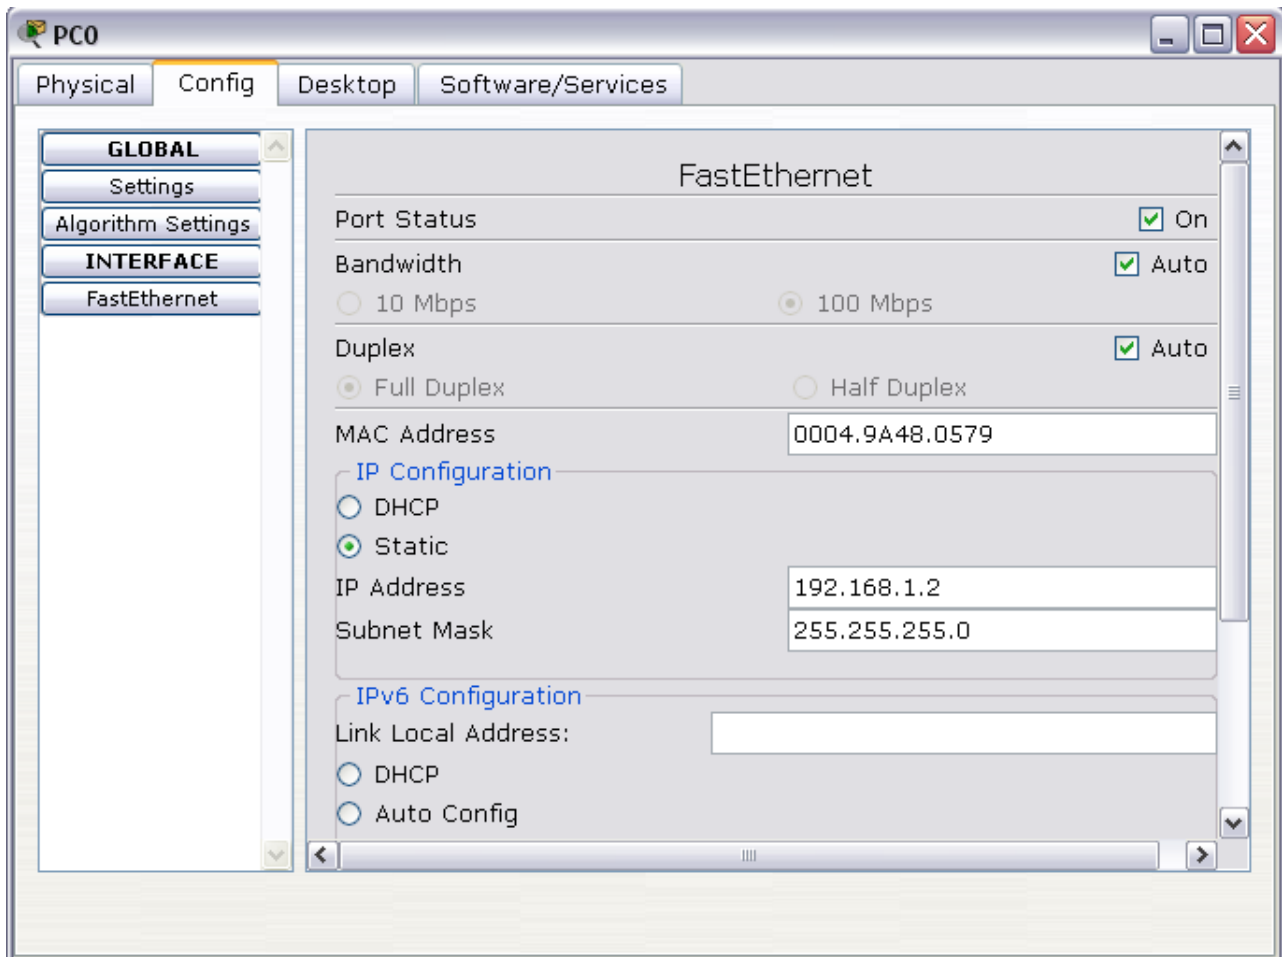 PC0
Physical Config Desktop Software/Services
GLOBAL
Settings
Algorithm Settings
INTERFACE
FastEthernet
FastEthernet
Port Status On
Bandwidth Auto
10 Mbps 100 Mbps
Duplex Auto
Full Duplex Half Duplex
MAC Address 0004.9A48.0579
IP Configuration
DHCP
Static
IP Address 192.168.1.2
Subnet Mask 255.255.255.0
IPv6 Configuration
Link Local Address:
DHCP
Auto Config